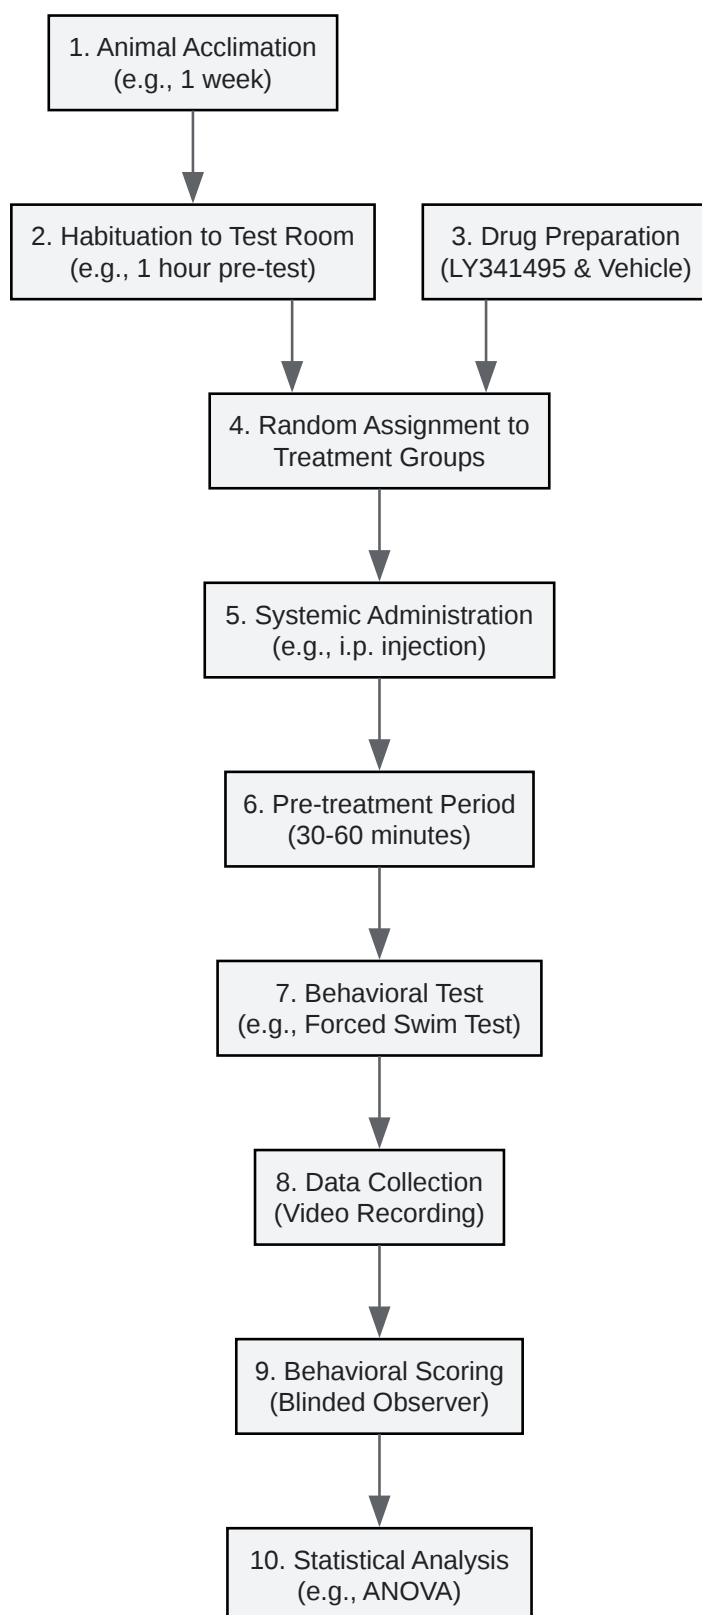 1. Animal Acclimation
(e.g., 1 week)
2. Habituation to Test Room
(e.g., 1 hour pre-test)
3. Drug Preparation
(LY341495 & Vehicle)
4. Random Assignment to
Treatment Groups
5. Systemic Administration
(e.g., i.p. injection)
6. Pre-treatment Period
(30-60 minutes)
7. Behavioral Test
(e.g., Forced Swim Test)
8. Data Collection
(Video Recording)
9. Behavioral Scoring
(Blinded Observer)
10. Statistical Analysis
(e.g., ANOVA)